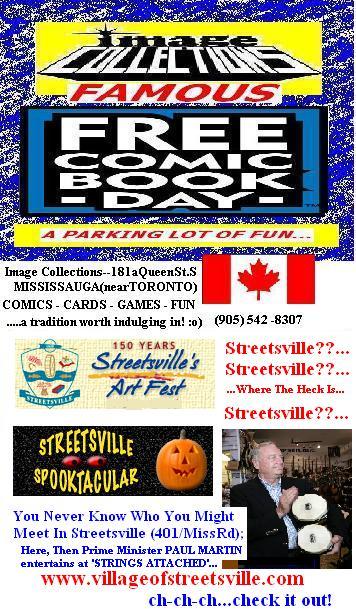 image
COLLECTIONS
FAMOUS
FREE
COMIC
BOOK
-DAY-
TM
A PARKING LOT OF FUN...
Image Collections--181aQueenSt.S
MISSISSAUGA(nearTORONTO)
COMICS - CARDS - GAMES - FUN
.....a tradition worth indulging in! :o)
(905) 542 -8307
150 YEARS
Streetsville's
Art Fest
STREETSVILLE
Streetsville??...
Streetsville??...
...Where The Heck Is...
Streetsville??...
STREETSVILLE
SPOOKTACULAR
You Never Know Who You Might
Meet In Streetsville (401/MissRd);
Here, Then Prime Minister PAUL MARTIN
entertains at 'STRINGS ATTACHED'...
www.villageofstreetsville.com
ch-ch-ch...check it out!